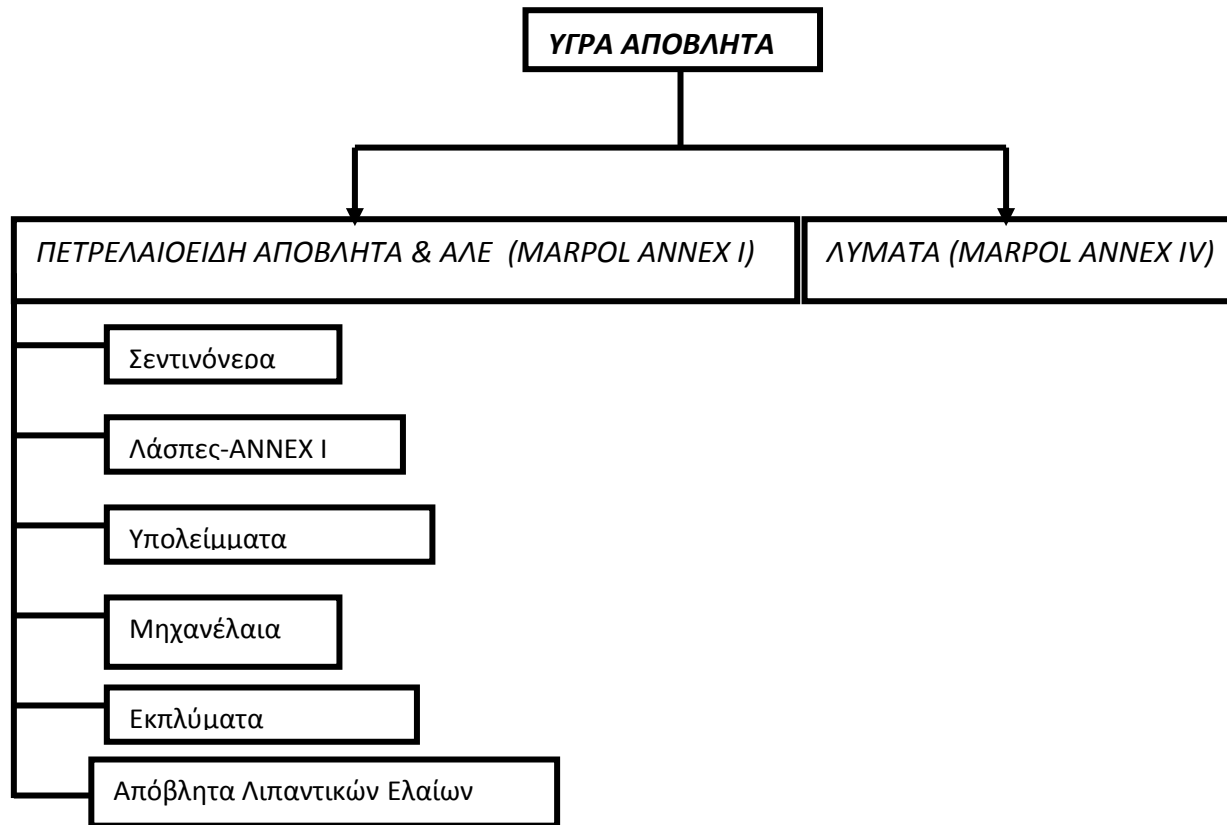 ΥΓΡΑ ΑΠΟΒΛΗΤΑ
ΠΕΤΡΕΛΑΙΟΕΙΔΗ ΑΠΟΒΛΗΤΑ & ΑΛΕ (MARPOL ANNEX I)
ΛΥΜΑΤΑ (MARPOL ANNEX IV)
Σεντινόνερα
Λάσπες-ANNEX I
Υπολείμματα
Μηχανέλαια
Εκπλύματα
Απόβλητα Λιπαντικών Ελαίων